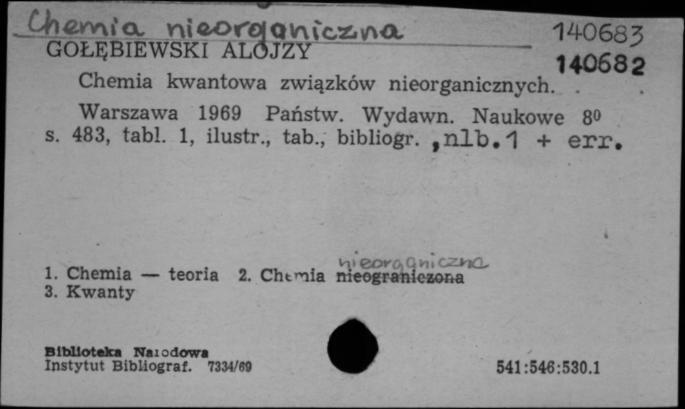 Chemia nieorganiczna 140683
GOŁĘBIEWSKI ALOJZY 140682
Chemia kwantowa związków nieorganicznych.
Warszawa 1969 Państw. Wydawn. Naukowe 8⁰
s. 483, tabl. 1, ilustr., tab., bibliogr. , nlb. 1 + err.
nieorganiczna
1. Chemia — teoria 2. Chemia nieograniczona
3. Kwanty
Biblioteka Narodowa
Instytut Bibliograf. 7334/69 541:546:530.1